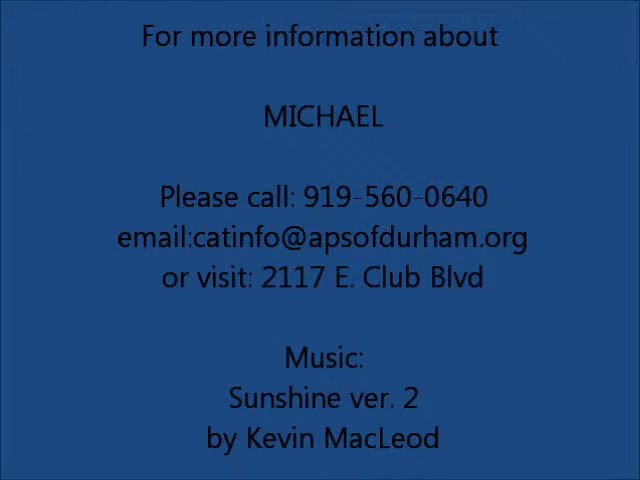 For more information about
MICHAEL
Please call: 919-560-0640
email:catinfo@apsofdurham.org
or visit: 2117 E. Club Blvd
Music:
Sunshine ver. 2
by Kevin MacLeod